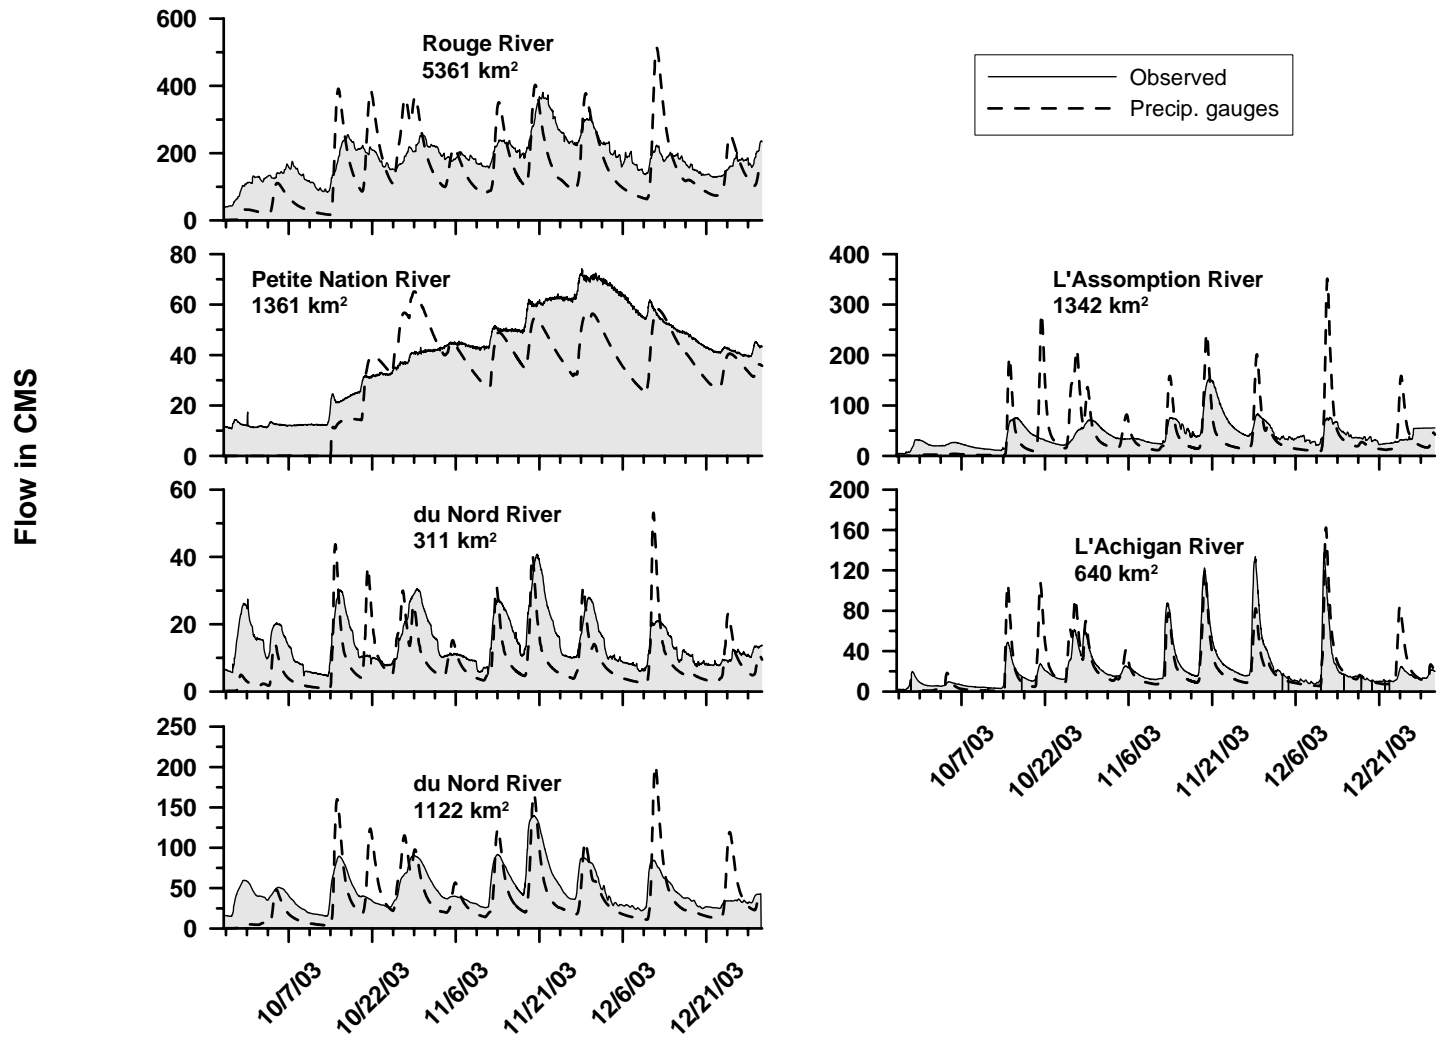 Flow in CMS
600
400
200
0
Rouge River
5361 km²
Observed
Precip. gauges
80
60
40
20
0
Petite Nation River
1361 km²
400
300
200
100
0
L'Assomption River
1342 km²
60
40
20
0
du Nord River
311 km²
200
160
120
80
40
0
L'Achigan River
640 km²
10/7/03
10/22/03
11/6/03
11/21/03
12/6/03
12/21/03
250
200
150
100
50
0
du Nord River
1122 km²
10/7/03
10/22/03
11/6/03
11/21/03
12/6/03
12/21/03